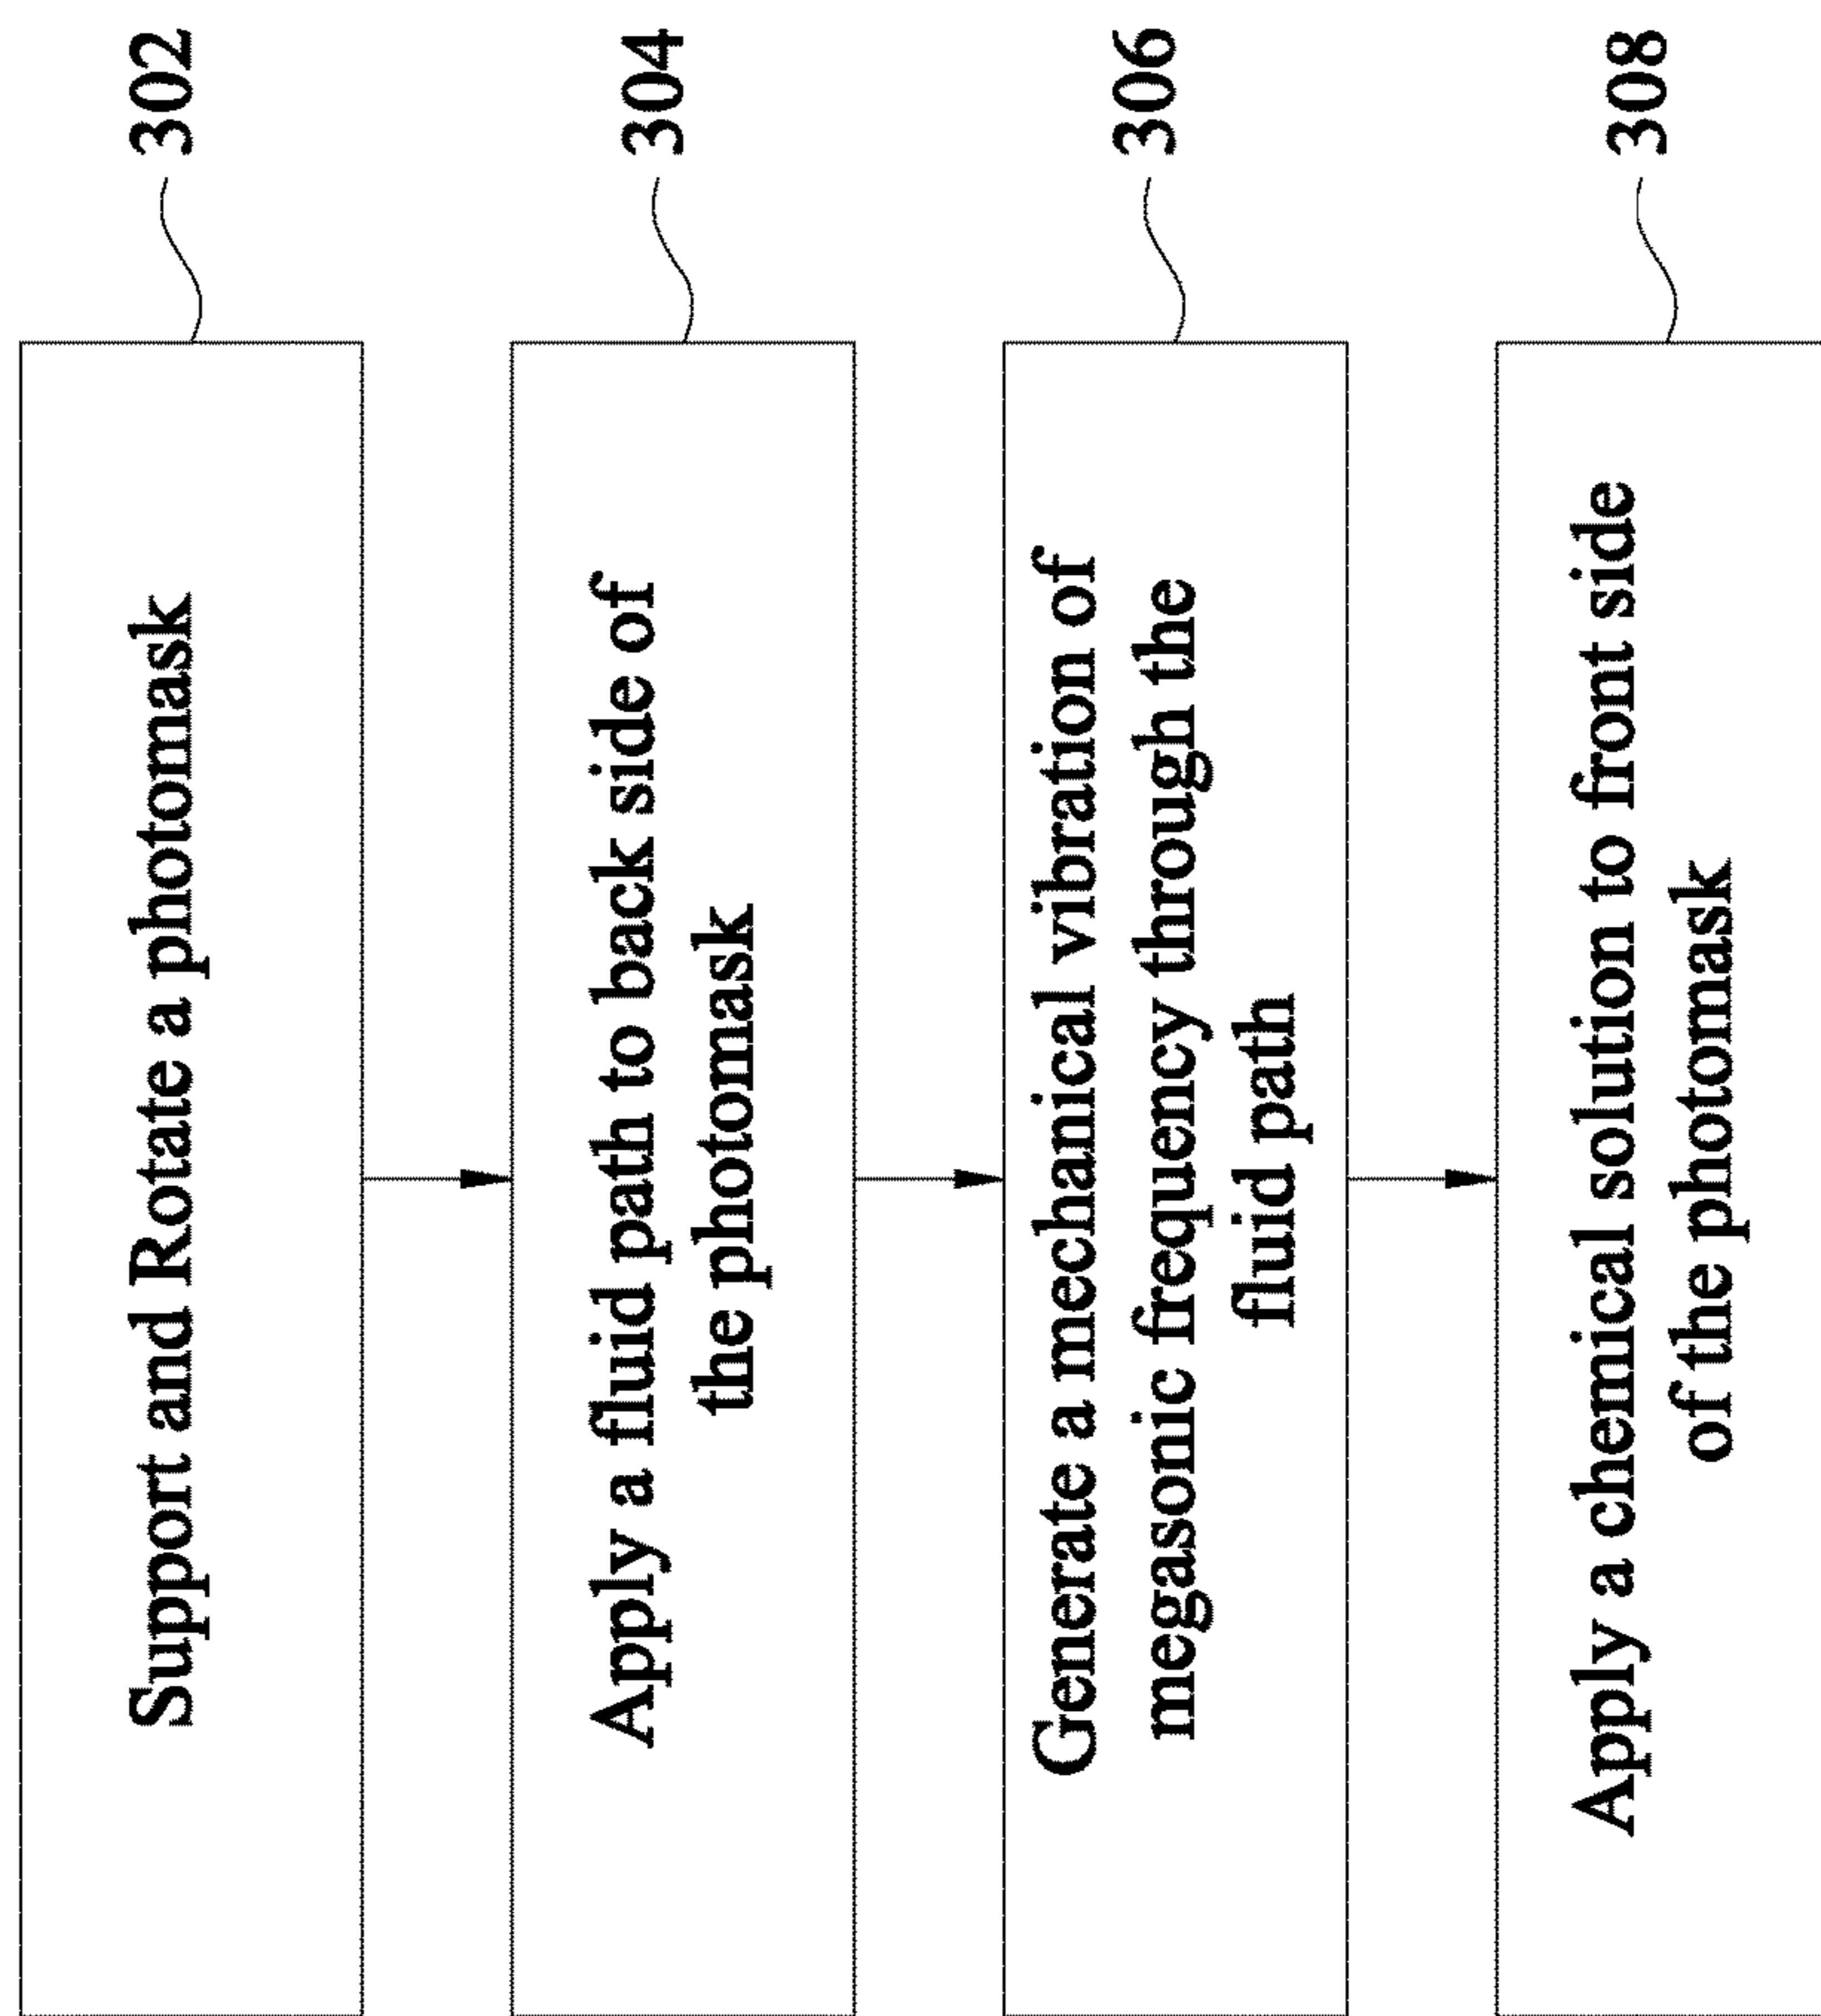 Support and Rotate a photomask
302
Apply a fluid path to back side of
the photomask
304
Generate a mechanical vibration of
megasonic frequency through the
fluid path
306
Apply a chemical solution to front side
of the photomask
308